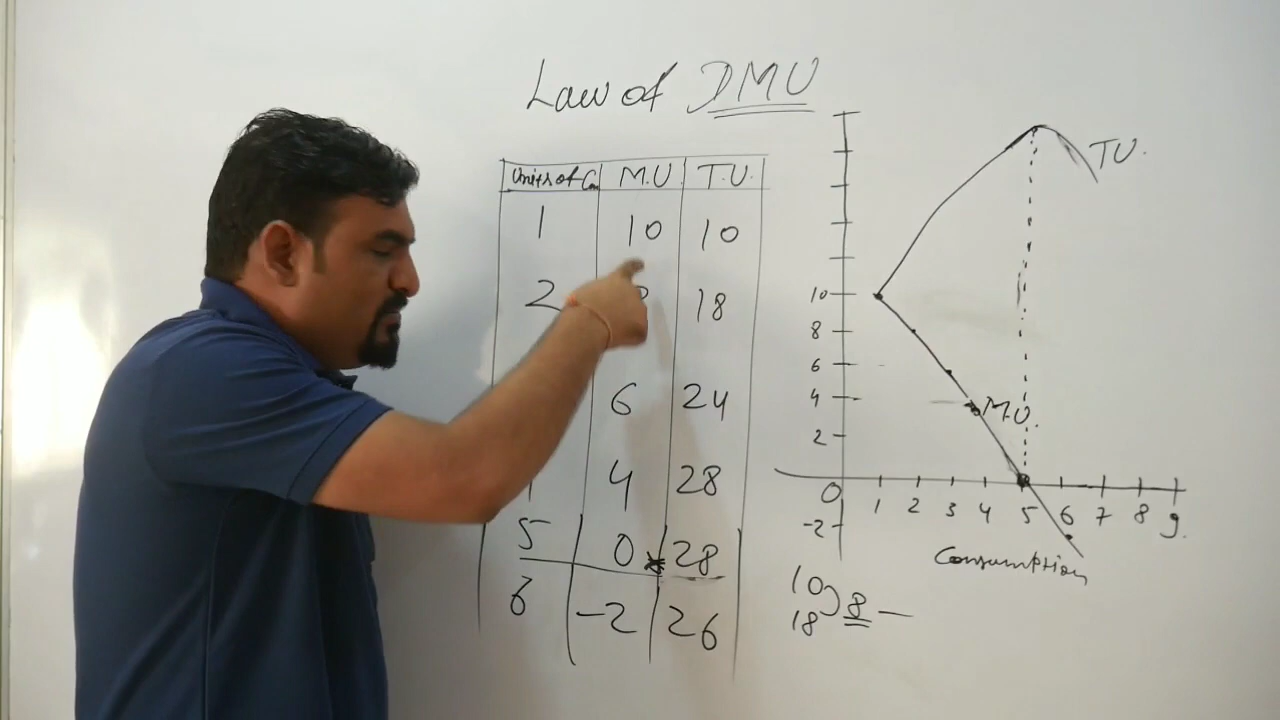 Law of DMU
Units of Co M.U T.U.
1 10 10
2 18
6 24
4 28
5 0 28
6 -2 26
TU.
M.U.
10
8
6
4
2
0
-2
1 2 3 4 5 6 7 8 9.
Consumption
10
18
8 —